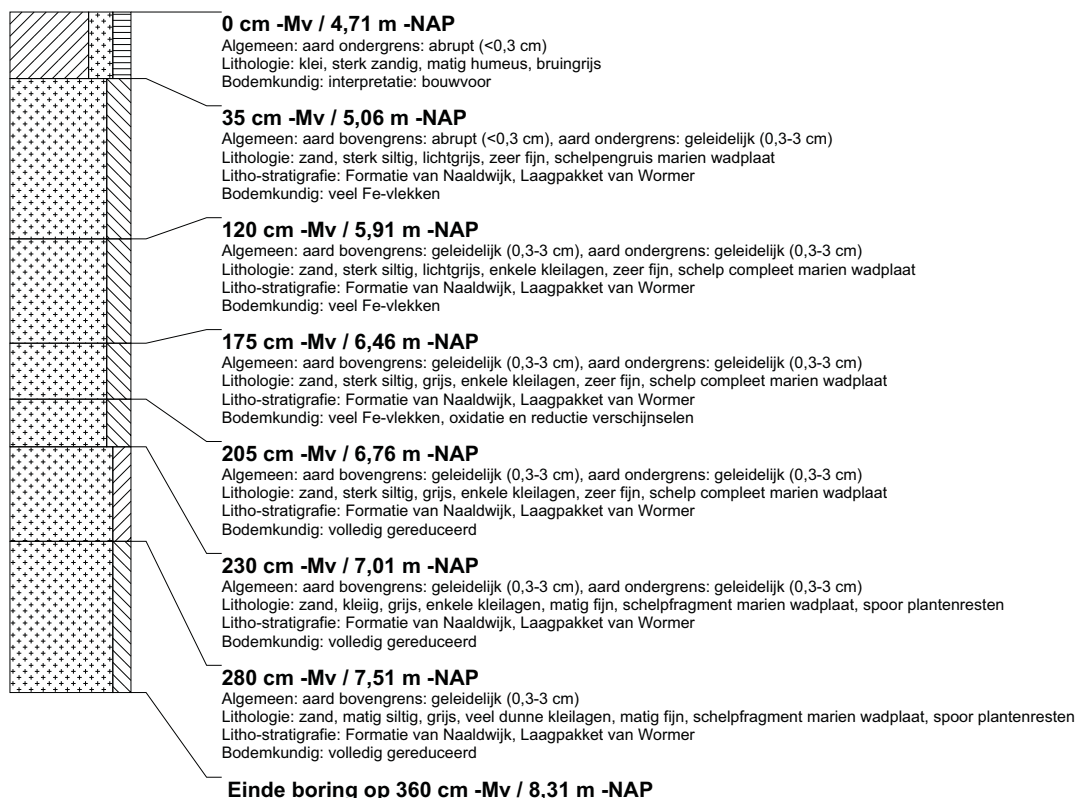 0 cm -Mv / 4,71 m -NAP
Algemeen: aard ondergrens: abrupt (<0,3 cm)
Lithologie: klei, sterk zandig, matig humeus, bruingrijs
Bodemkundig: interpretatie: bouwvoor
35 cm -Mv / 5,06 m -NAP
Algemeen: aard bovengrens: abrupt (<0,3 cm), aard ondergrens: geleidelijk (0,3-3 cm)
Lithologie: zand, sterk siltig, lichtgrijs, zeer fijn, schelpengruis marien wadplaat
Litho-stratigrafie: Formatie van Naaldwijk, Laagpakket van Wormer
Bodemkundig: veel Fe-vlekken
120 cm -Mv / 5,91 m -NAP
Algemeen: aard bovengrens: geleidelijk (0,3-3 cm), aard ondergrens: geleidelijk (0,3-3 cm)
Lithologie: zand, sterk siltig, lichtgrijs, enkele kleilagen, zeer fijn, schelp compleet marien wadplaat
Litho-stratigrafie: Formatie van Naaldwijk, Laagpakket van Wormer
Bodemkundig: veel Fe-vlekken
175 cm -Mv / 6,46 m -NAP
Algemeen: aard bovengrens: geleidelijk (0,3-3 cm), aard ondergrens: geleidelijk (0,3-3 cm)
Lithologie: zand, sterk siltig, grijs, enkele kleilagen, zeer fijn, schelp compleet marien wadplaat
Litho-stratigrafie: Formatie van Naaldwijk, Laagpakket van Wormer
Bodemkundig: veel Fe-vlekken, oxidatie en reductie verschijnselen
205 cm -Mv / 6,76 m -NAP
Algemeen: aard bovengrens: geleidelijk (0,3-3 cm), aard ondergrens: geleidelijk (0,3-3 cm)
Lithologie: zand, sterk siltig, grijs, enkele kleilagen, zeer fijn, schelp compleet marien wadplaat
Litho-stratigrafie: Formatie van Naaldwijk, Laagpakket van Wormer
Bodemkundig: volledig gereduceerd
230 cm -Mv / 7,01 m -NAP
Algemeen: aard bovengrens: geleidelijk (0,3-3 cm), aard ondergrens: geleidelijk (0,3-3 cm)
Lithologie: zand, kleiig, grijs, enkele kleilagen, matig fijn, schelpfragment marien wadplaat, spoor plantenresten
Litho-stratigrafie: Formatie van Naaldwijk, Laagpakket van Wormer
Bodemkundig: volledig gereduceerd
280 cm -Mv / 7,51 m -NAP
Algemeen: aard bovengrens: geleidelijk (0,3-3 cm)
Lithologie: zand, matig siltig, grijs, veel dunne kleilagen, matig fijn, schelpfragment marien wadplaat, spoor plantenresten
Litho-stratigrafie: Formatie van Naaldwijk, Laagpakket van Wormer
Bodemkundig: volledig gereduceerd
Einde boring op 360 cm -Mv / 8,31 m -NAP